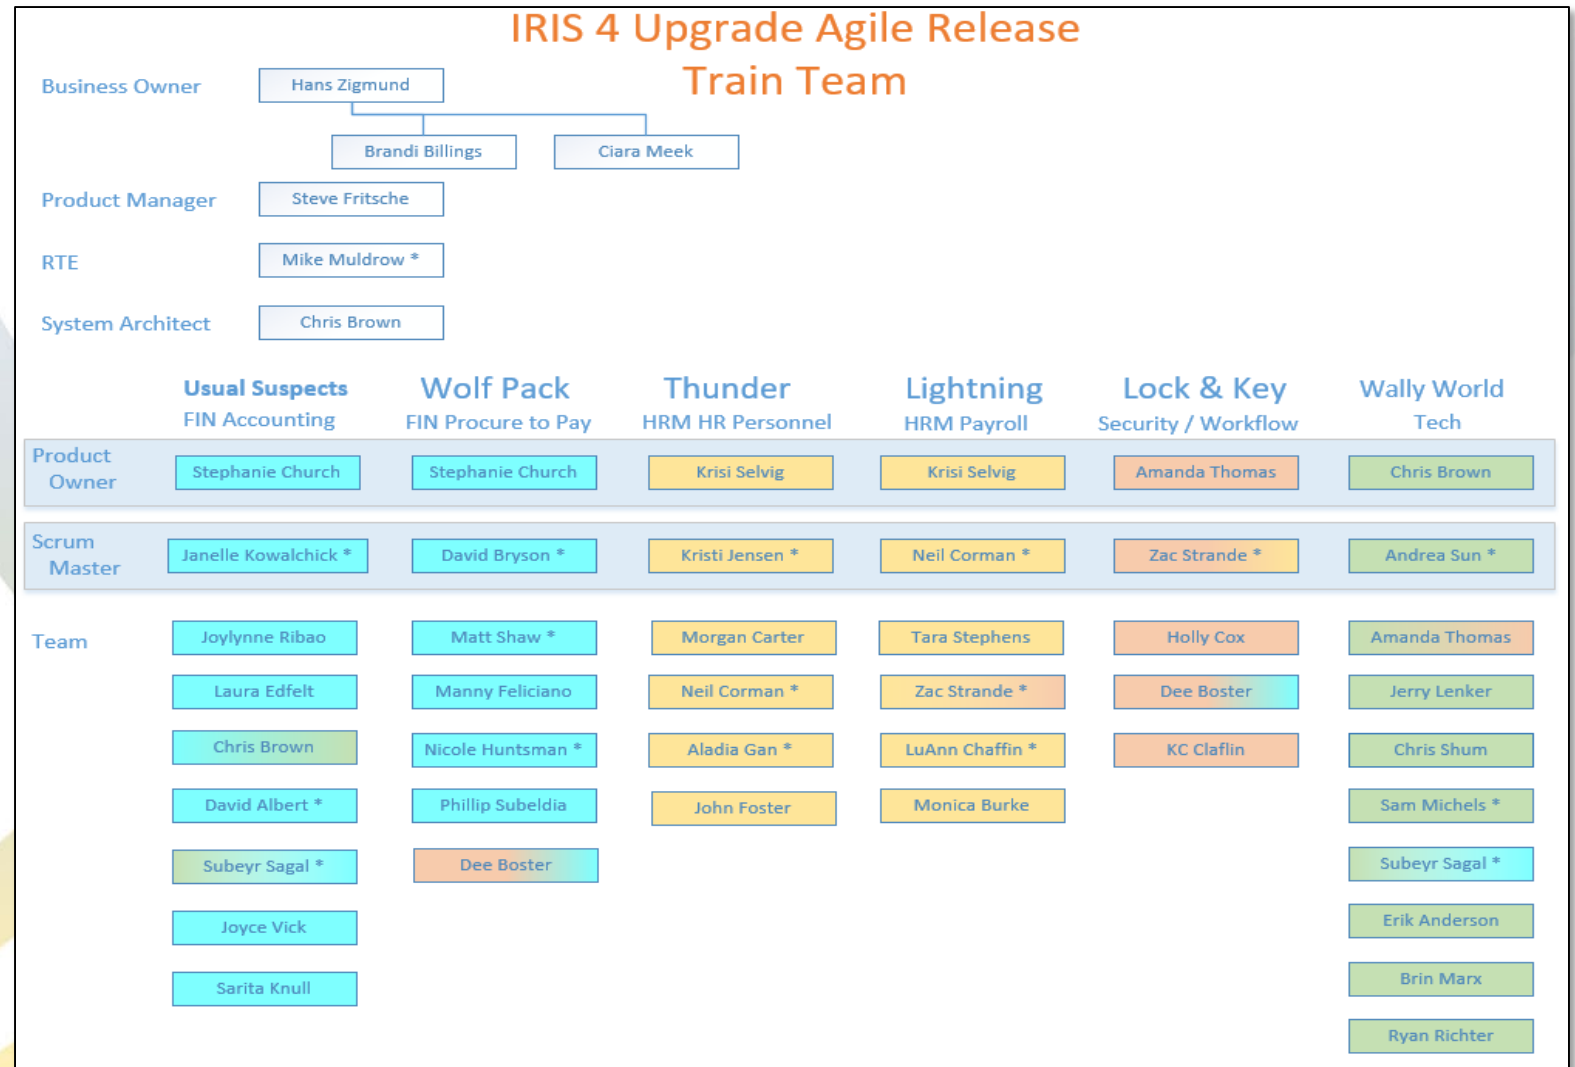 IRIS 4 Upgrade Agile Release
Train Team
Business Owner
Hans Zigmund
Brandi Billings
Ciara Meek
Product Manager
Steve Fritsche
RTE
Mike Muldrow *
System Architect
Chris Brown
Usual Suspects
FIN Accounting
Wolf Pack
FIN Procure to Pay
Thunder
HRM HR Personnel
Lightning
HRM Payroll
Lock & Key
Security / Workflow
Wally World
Tech
Product
Owner
Stephanie Church
Stephanie Church
Krisi Selvig
Krisi Selvig
Amanda Thomas
Chris Brown
Scrum
Master
Janelle Kowalchick *
David Bryson *
Kristi Jensen *
Neil Corman *
Zac Strande *
Andrea Sun *
Team
Joylynne Ribao
Matt Shaw *
Morgan Carter
Tara Stephens
Holly Cox
Amanda Thomas
Laura Edfelt
Manny Feliciano
Neil Corman *
Zac Strande *
Dee Boster
Jerry Lenker
Chris Brown
Nicole Huntsman *
Aladia Gan *
LuAnn Chaffin *
KC Claflin
Chris Shum
David Albert *
Phillip Subeldia
John Foster
Monica Burke
Sam Michels *
Subeyr Sagal *
Dee Boster
Subeyr Sagal *
Joyce Vick
Erik Anderson
Sarita Knull
Brin Marx
Ryan Richter